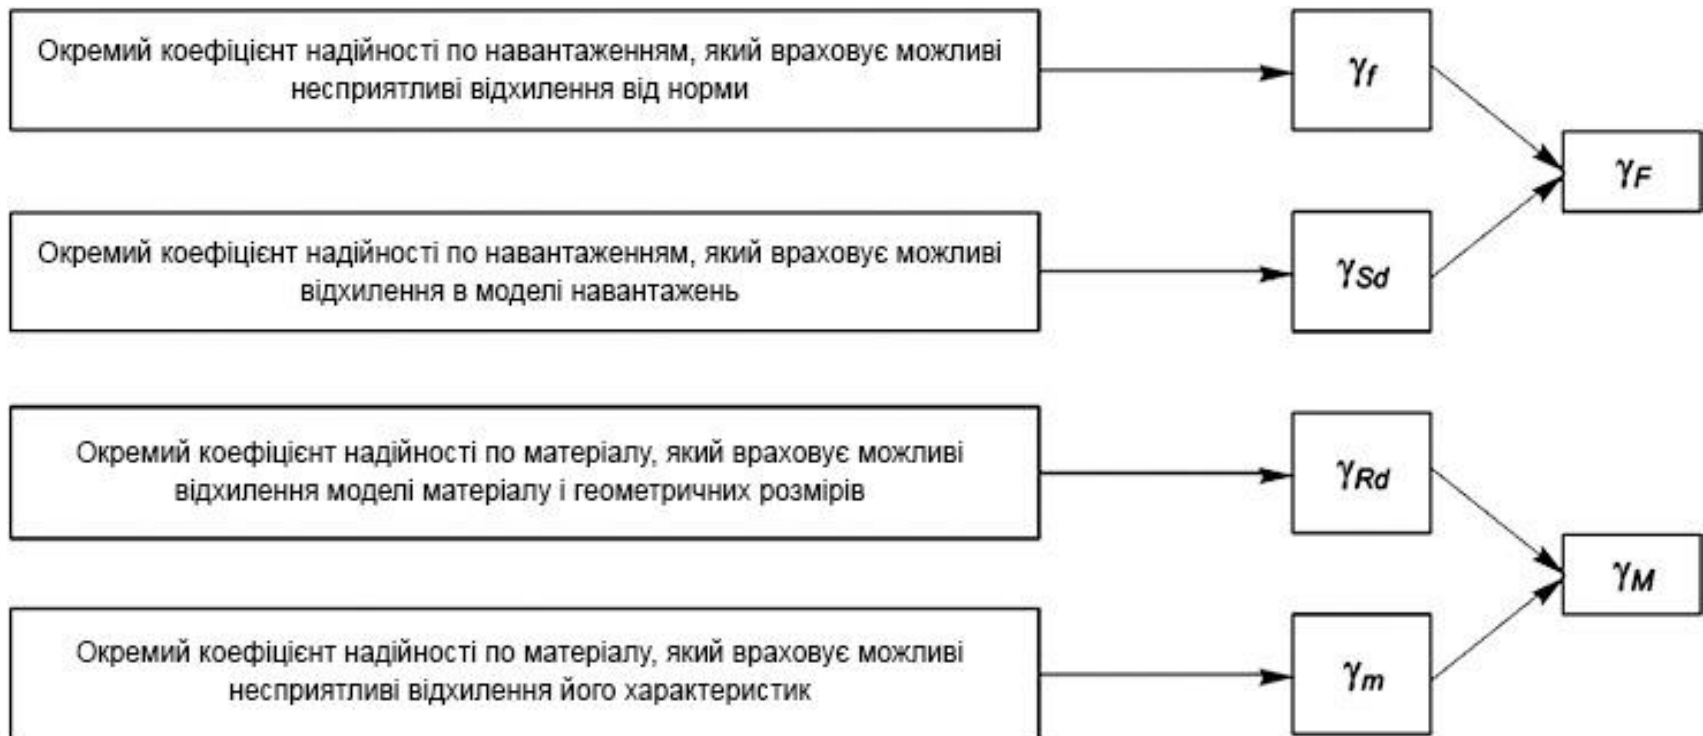 Окремий коефіцієнт надійності по навантаженням, який враховує можливі
несприятливі відхилення від норми
γf
γF
Окремий коефіцієнт надійності по навантаженням, який враховує можливі
відхилення в моделі навантажень
γSd
Окремий коефіцієнт надійності по матеріалу, який враховує можливі
відхилення моделі матеріалу і геометричних розмірів
γRd
γM
Окремий коефіцієнт надійності по матеріалу, який враховує можливі
несприятливі відхилення його характеристик
γm